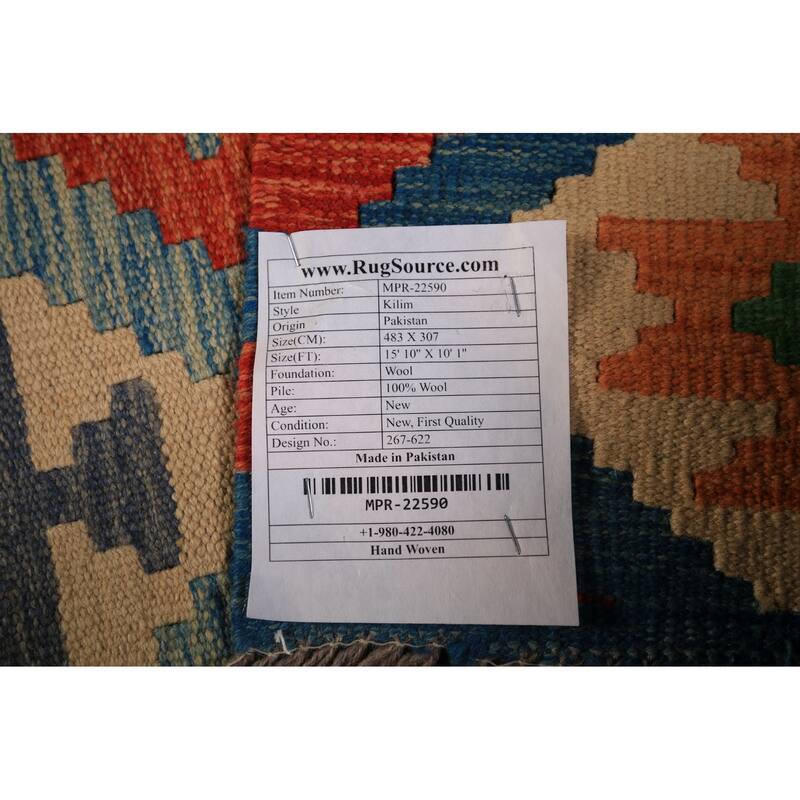 www.RugSource.com
Item Number: MPR-22590
Style Kilim
Origin Pakistan
Size(CM): 483 X 307
Size(FT): 15' 10" X 10' 1"
Foundation: Wool
Pile: 100% Wool
Age: New
Condition: New, First Quality
Design No.: 267-622
Made in Pakistan
MPR-22590
+1-980-422-4080
Hand Woven